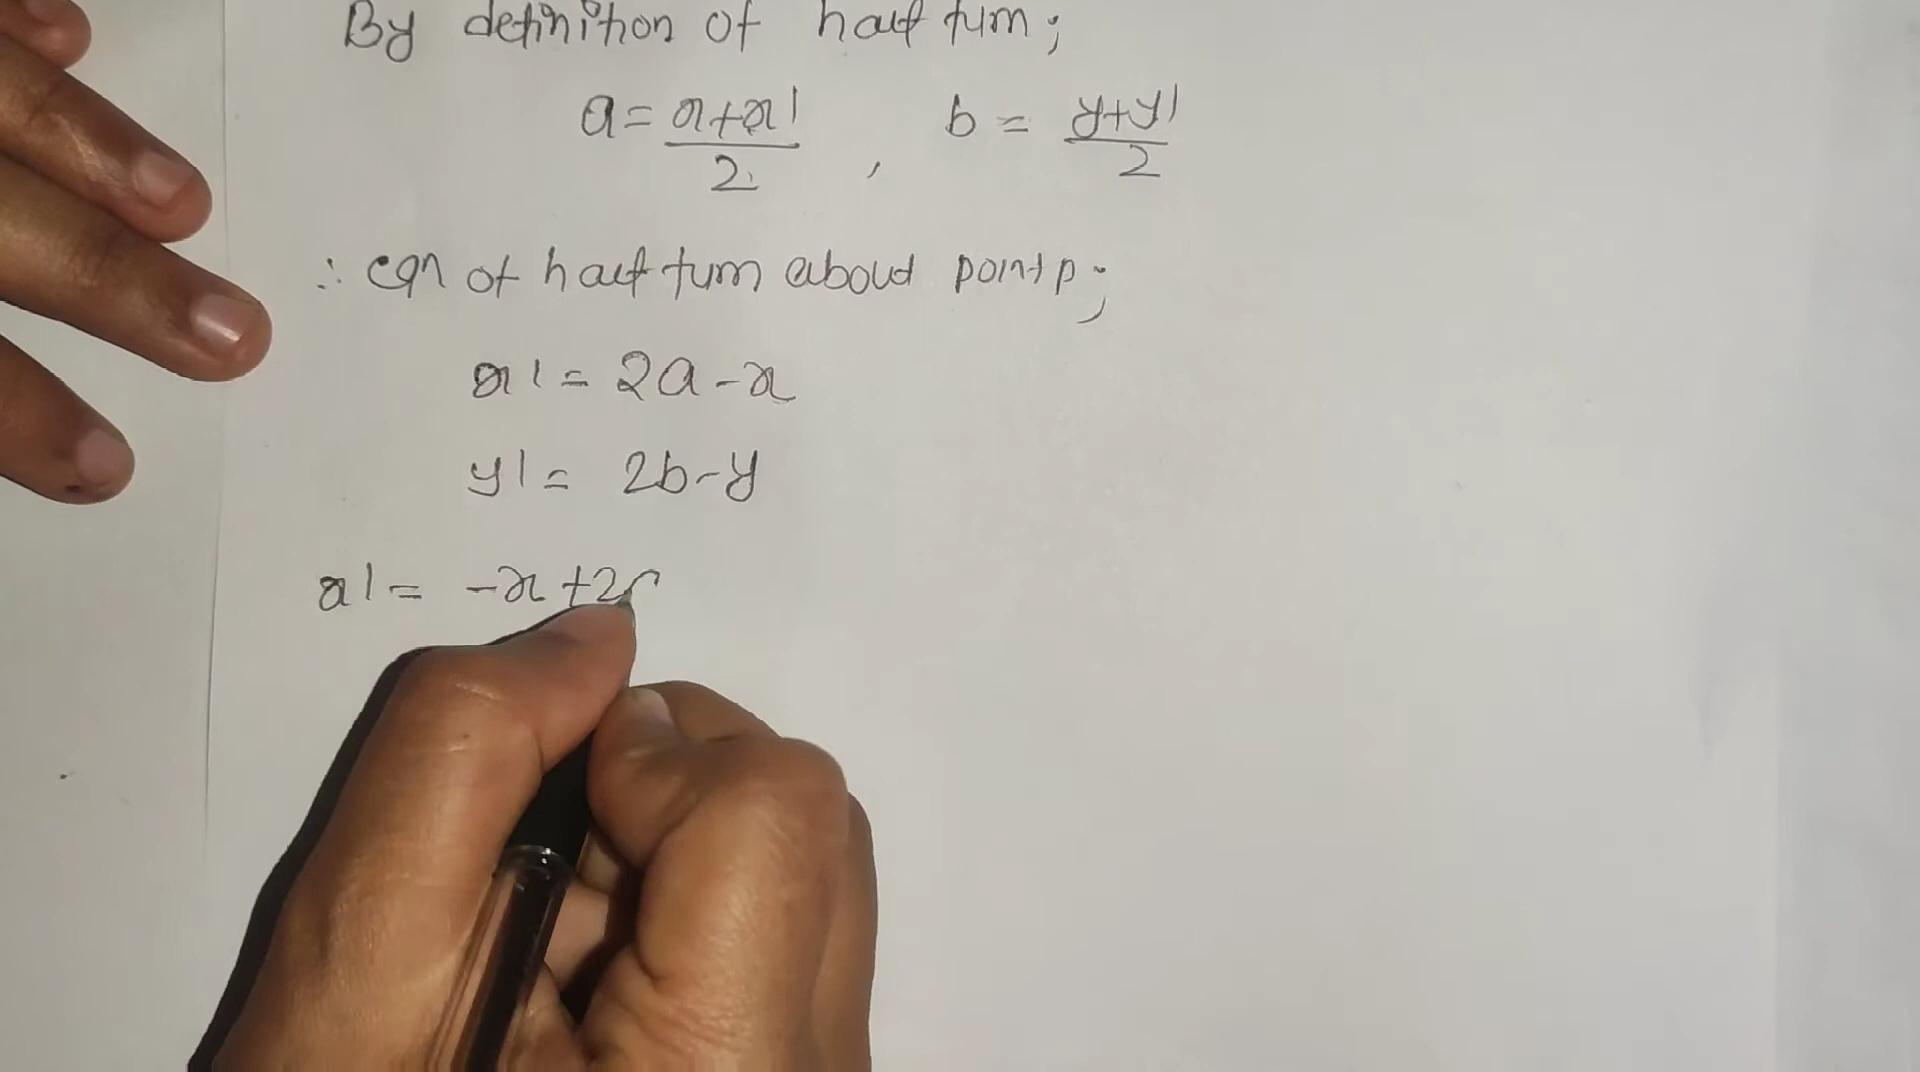 By definition of half turn;
a = x+x'/2 , b = y+y'/2
∴ eqn of half turn about point p;
x' = 2a - x
y' = 2b - y
x' = -x + 2